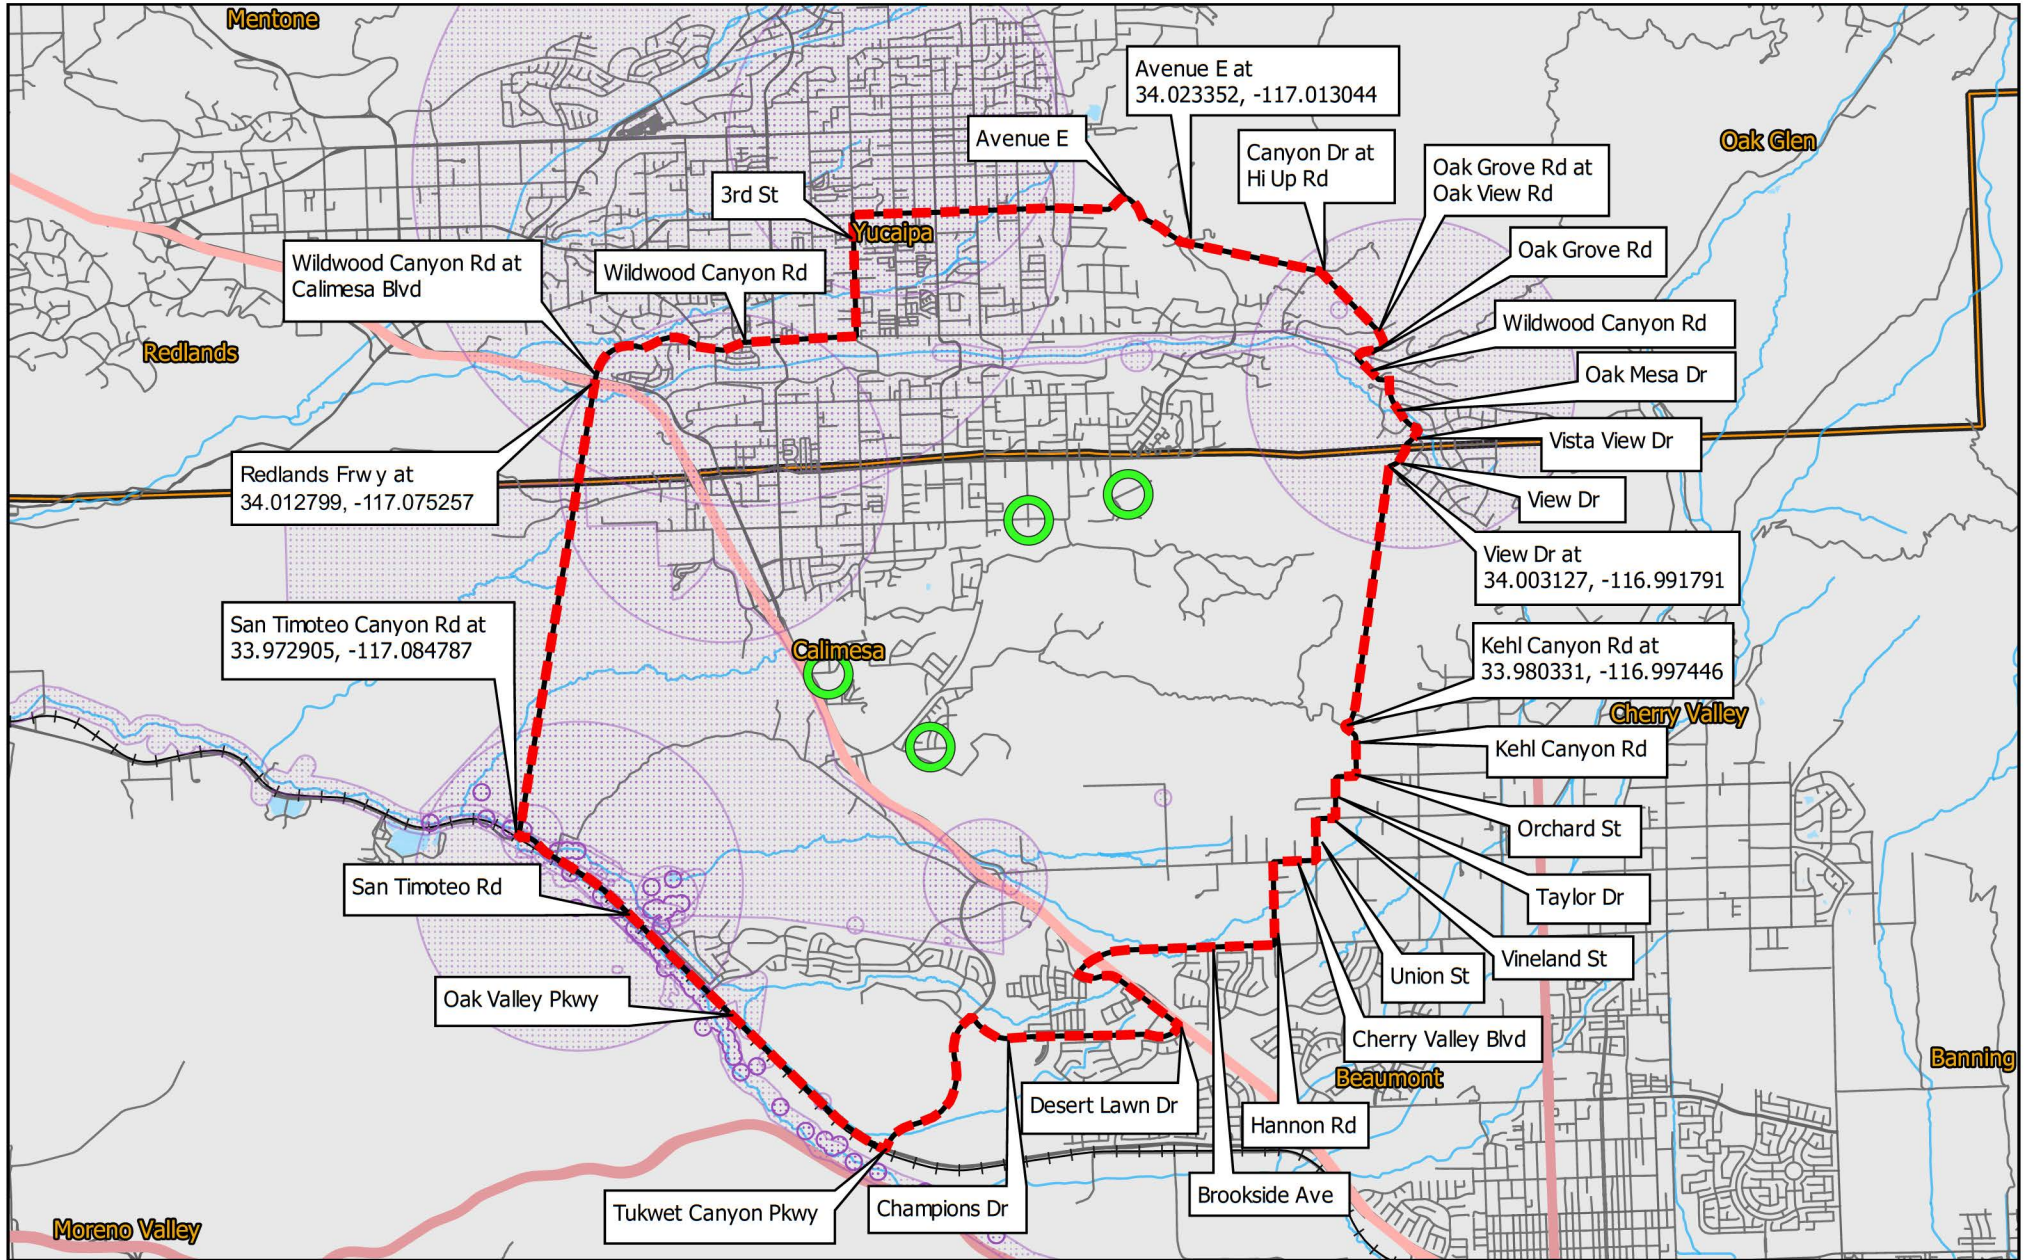 Mentone
Avenue E at
34.023352, -117.013044
Avenue E
Oak Glen
Canyon Dr at
Hi Up Rd
Oak Grove Rd at
Oak View Rd
3rd St
Yucaipa
Oak Grove Rd
Wildwood Canyon Rd at
Calimesa Blvd
Wildwood Canyon Rd
Wildwood Canyon Rd
Redlands
Oak Mesa Dr
Vista View Dr
Redlands Frwy at
34.012799, -117.075257
View Dr
View Dr at
34.003127, -116.991791
San Timoteo Canyon Rd at
33.972905, -117.084787
Calimesa
Kehl Canyon Rd at
33.980331, -116.997446
Cherry Valley
Kehl Canyon Rd
Orchard St
San Timoteo Rd
Taylor Dr
Vineland St
Union St
Oak Valley Pkwy
Cherry Valley Blvd
Banning
Beaumont
Desert Lawn Dr
Hannon Rd
Brookside Ave
Champions Dr
Tukwet Canyon Pkwy
Moreno Valley